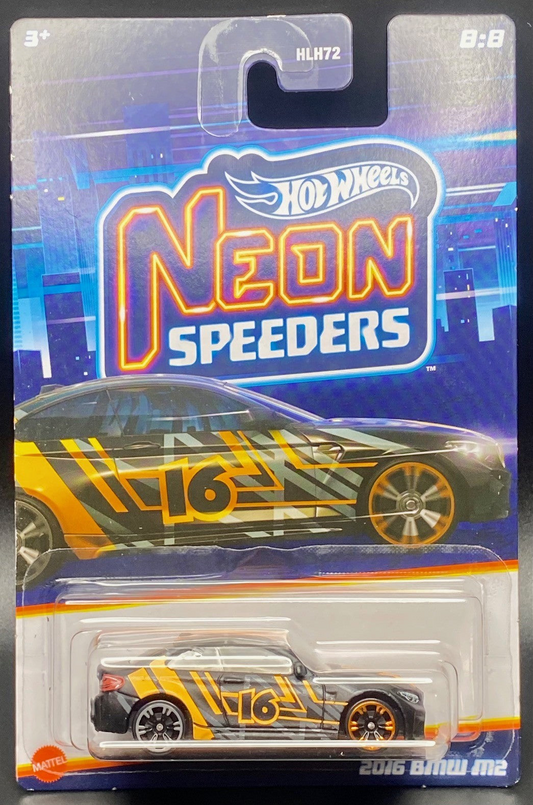 3+
HLH72
8:8
HOT WHEELS
NEON
SPEEDERS
™
16
16
MATTEL
2016 BMW M2